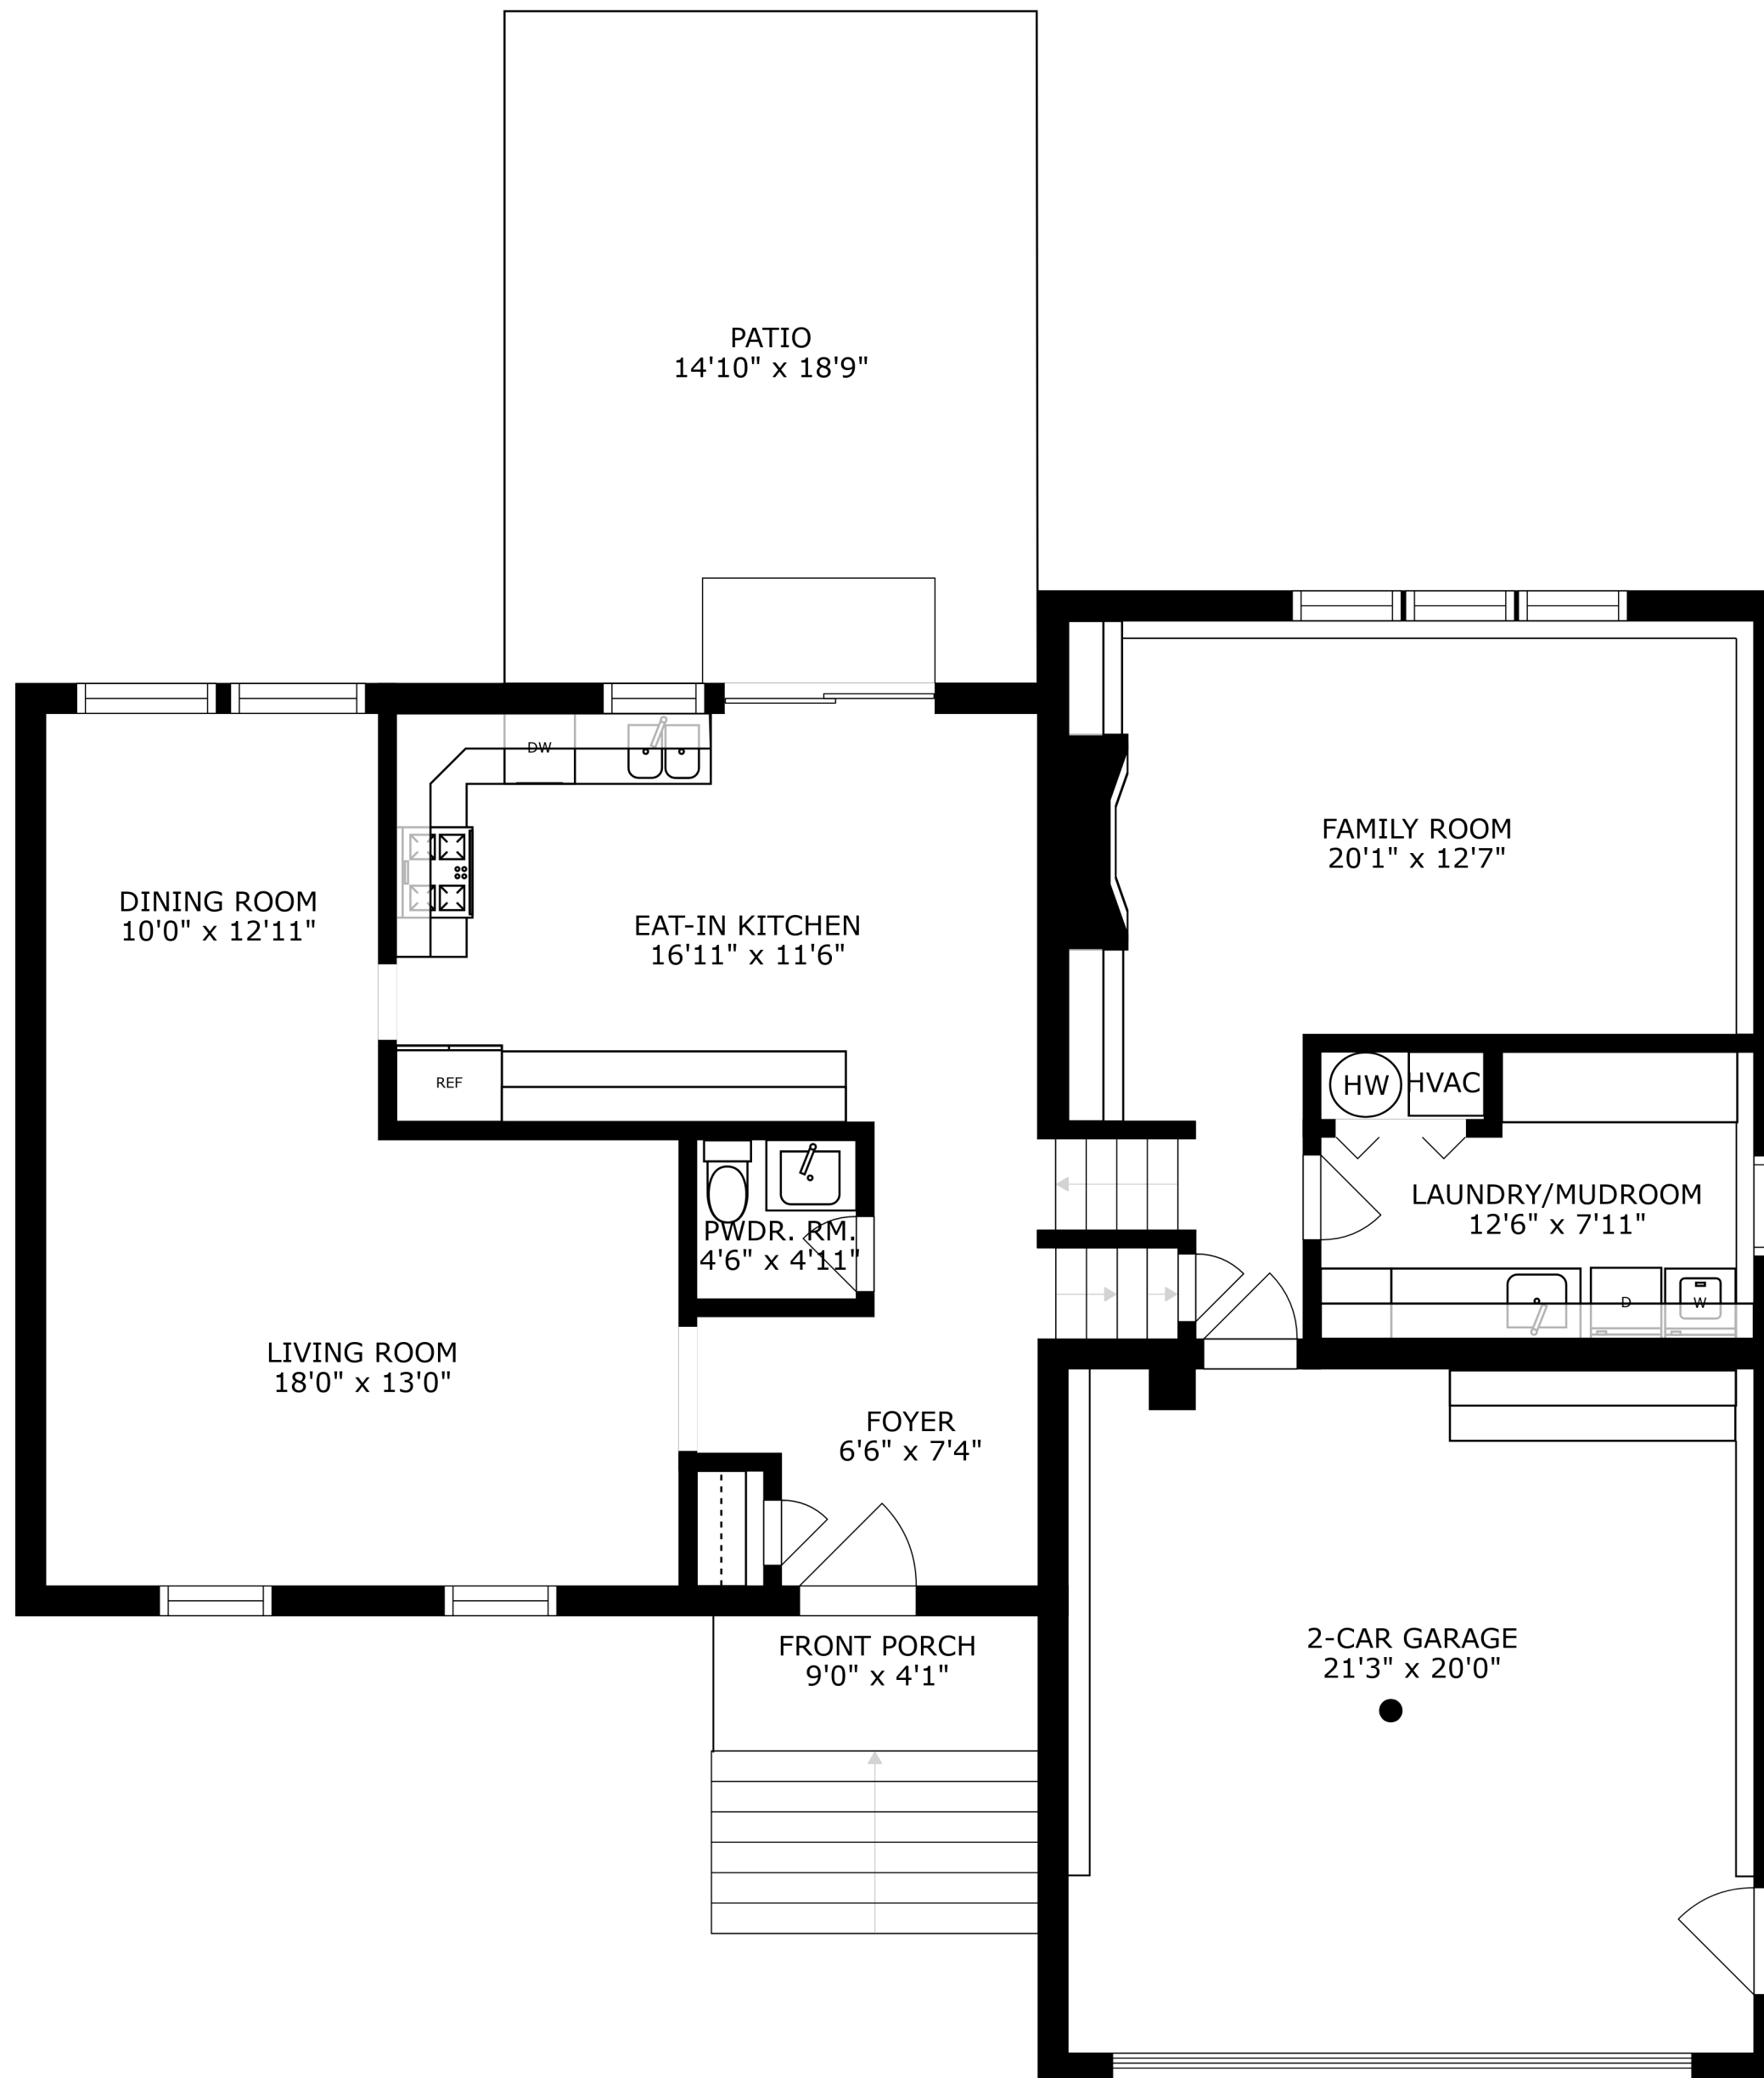 PATIO
14'10" x 18'9"
DW
FAMILY ROOM
20'1" x 12'7"
DINING ROOM
10'0" x 12'11"
EAT-IN KITCHEN
16'11" x 11'6"
REF
HW
HVAC
LAUNDRY/MUDROOM
12'6" x 7'11"
PWDR. RM.
4'6" x 4'11"
D
W
LIVING ROOM
18'0" x 13'0"
FOYER
6'6" x 7'4"
FRONT PORCH
9'0" x 4'1"
2-CAR GARAGE
21'3" x 20'0"